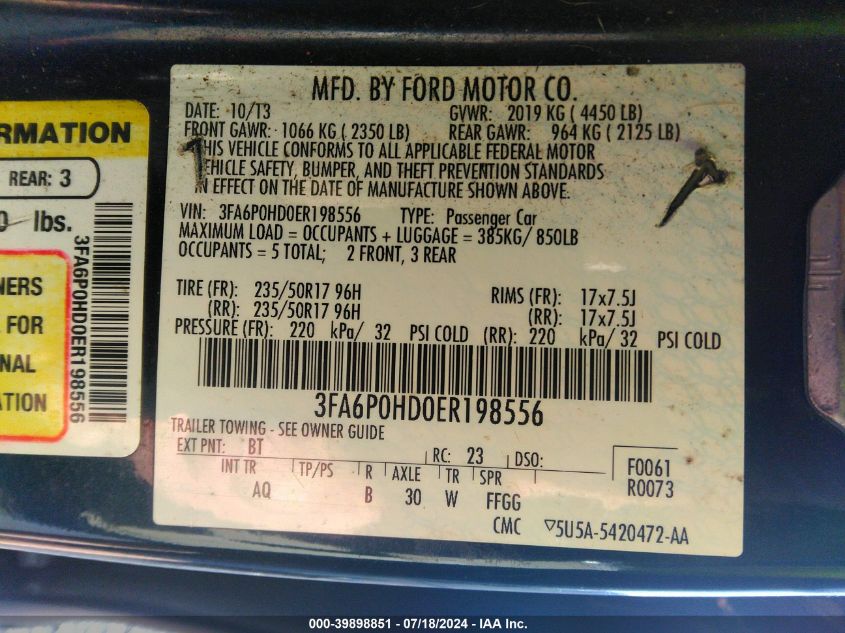 RMATION
REAR: 3
0 lbs.
3FA6P0HD0ER198556
NERS
FOR
NAL
MFD. BY FORD MOTOR CO.
DATE: 10/13 GVWR: 2019 KG ( 4450 LB)
FRONT GAWR: 1066 KG ( 2350 LB) REAR GAWR: 964 KG ( 2125 LB)
THIS VEHICLE CONFORMS TO ALL APPLICABLE FEDERAL MOTOR
VEHICLE SAFETY, BUMPER, AND THEFT PREVENTION STANDARDS
IN EFFECT ON THE DATE OF MANUFACTURE SHOWN ABOVE.
VIN: 3FA6P0HD0ER198556 TYPE: Passenger Car
MAXIMUM LOAD = OCCUPANTS + LUGGAGE = 385KG/ 850LB
OCCUPANTS = 5 TOTAL; 2 FRONT, 3 REAR
TIRE (FR): 235/50R17 96H RIMS (FR): 17x7.5J
(RR): 235/50R17 96H (RR): 17x7.5J
PRESSURE (FR): 220 kPa/ 32 PSI COLD (RR): 220 kPa/ 32 PSI COLD
3FA6P0HD0ER198556
TRAILER TOWING - SEE OWNER GUIDE
EXT PNT: BT RC: 23 DSO: F0061
INT TR TP/PS R AXLE TR SPR R0073
AQ B 30 W FFGG
CMC 5U5A-5420472-AA
000-39898851 - 07/18/2024 - IAA Inc.